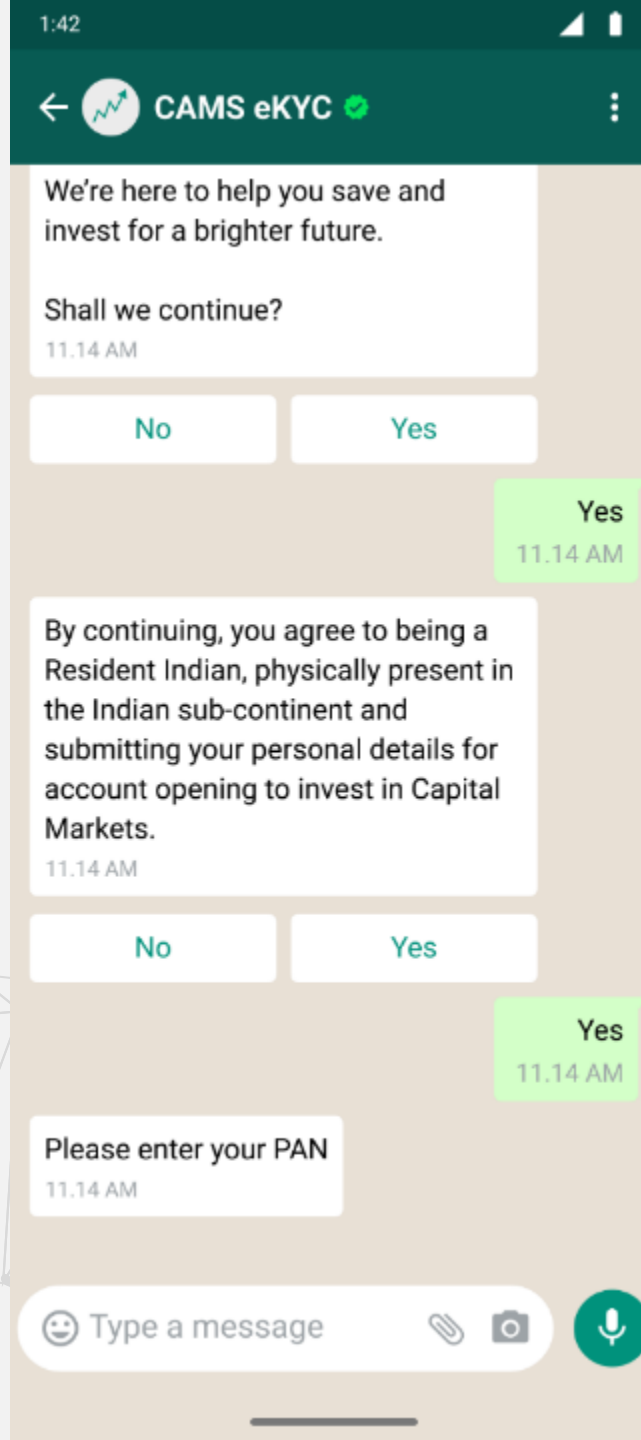 1:42
CAMS eKYC
We're here to help you save and
invest for a brighter future.
Shall we continue?
11.14 AM
No Yes
Yes
11.14 AM
By continuing, you agree to being a
Resident Indian, physically present in
the Indian sub-continent and
submitting your personal details for
account opening to invest in Capital
Markets.
11.14 AM
No Yes
Yes
11.14 AM
Please enter your PAN
11.14 AM
Type a message